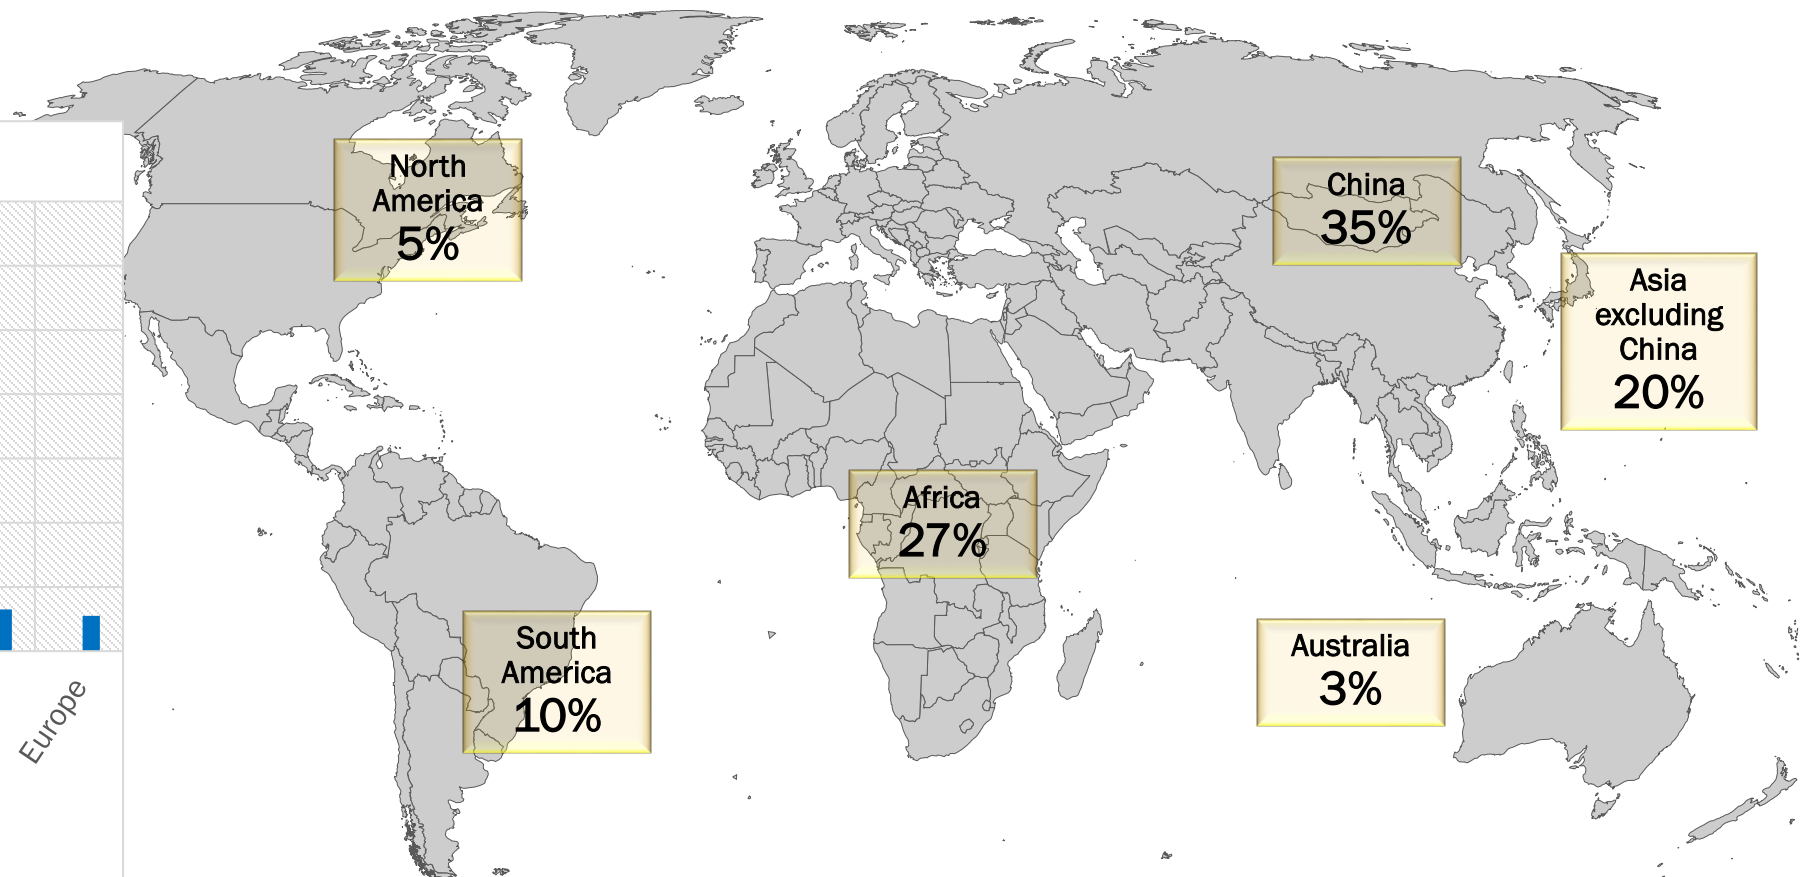 North
America
5%
China
35%
Asia
excluding
China
20%
Africa
27%
South
America
10%
Australia
3%
Europe